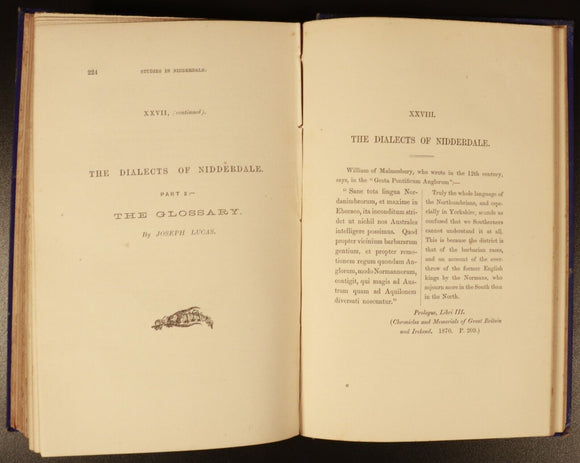 224
STUDIES IN NIDDERDALE.
XXVII, (continued).
THE DIALECTS OF NIDDERDALE.
PART 2:—
THE GLOSSARY.
By JOSEPH LUCAS.
XXVIII.
THE DIALECTS OF NIDDERDALE.
William of Malmesbury, who wrote in the 12th century,
says, in the "Gesta Pontificum Anglorum":—
"Sane tota lingua Nor-
danimbrorum, et maxime in
Eboraco, ita inconditum stri-
det ut nichil nos Australes
intelligere possimus. Quod
propter viciniam barbararum
gentium, et propter remo-
tionem regum quondam An-
glorum, modo Normannorum,
contigit, qui magis ad Aus-
trum quam ad Aquilonem
diversati noscuntur."
Truly the whole language of
the Northumbrians, and espe-
cially in Yorkshire, sounds so
confused that we Southerners
cannot understand it at all.
This is because the district is
that of the barbarian races,
and on account of the over-
throw of the former English
kings by the Normans, who
sojourn more in the South than
in the North.
Prologus, Libri III.
(Chronicles and Memorials of Great Britain
and Ireland. 1870. P. 209.)